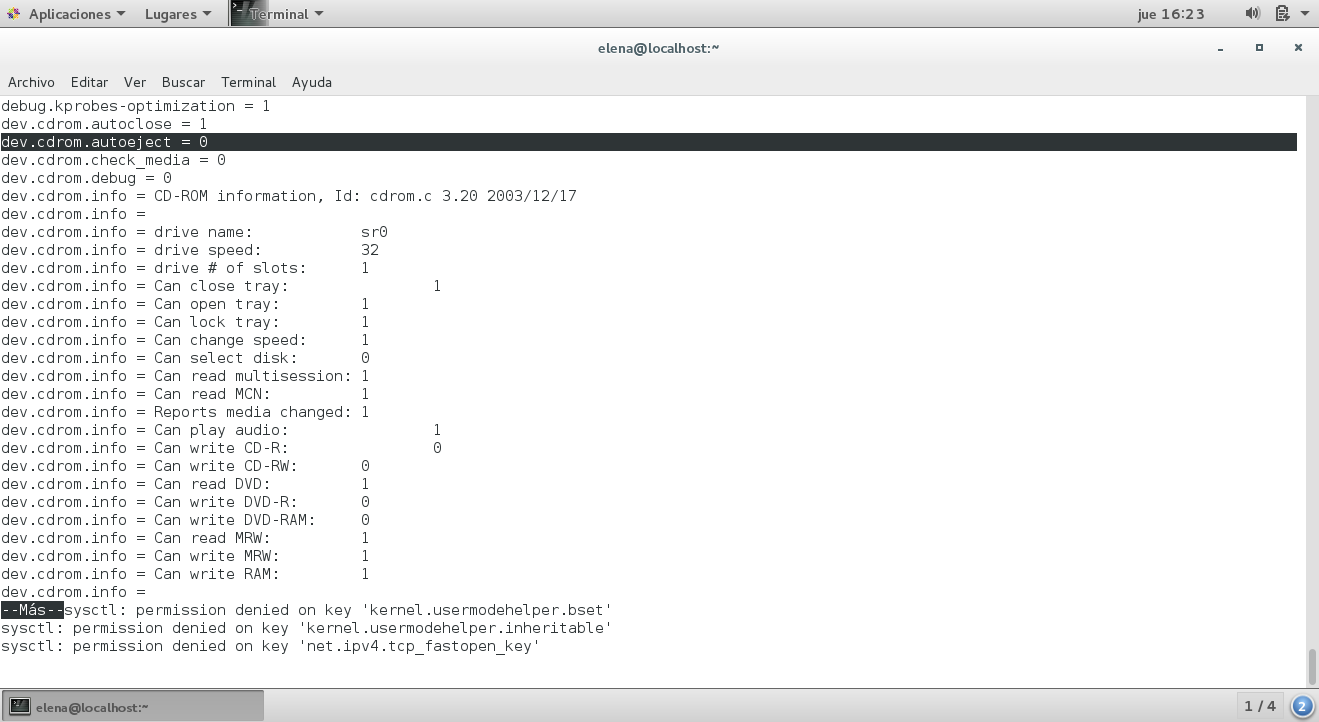 Aplicaciones Lugares Terminal jue 16:23
elena@localhost:~
Archivo Editar Ver Buscar Terminal Ayuda
debug.kprobes-optimization = 1
dev.cdrom.autoclose = 1
dev.cdrom.autoeject = 0
dev.cdrom.check_media = 0
dev.cdrom.debug = 0
dev.cdrom.info = CD-ROM information, Id: cdrom.c 3.20 2003/12/17
dev.cdrom.info =
dev.cdrom.info = drive name: sr0
dev.cdrom.info = drive speed: 32
dev.cdrom.info = drive # of slots: 1
dev.cdrom.info = Can close tray: 1
dev.cdrom.info = Can open tray: 1
dev.cdrom.info = Can lock tray: 1
dev.cdrom.info = Can change speed: 1
dev.cdrom.info = Can select disk: 0
dev.cdrom.info = Can read multisession: 1
dev.cdrom.info = Can read MCN: 1
dev.cdrom.info = Reports media changed: 1
dev.cdrom.info = Can play audio: 1
dev.cdrom.info = Can write CD-R: 0
dev.cdrom.info = Can write CD-RW: 0
dev.cdrom.info = Can read DVD: 1
dev.cdrom.info = Can write DVD-R: 0
dev.cdrom.info = Can write DVD-RAM: 0
dev.cdrom.info = Can read MRW: 1
dev.cdrom.info = Can write MRW: 1
dev.cdrom.info = Can write RAM: 1
dev.cdrom.info =
--Más--sysctl: permission denied on key 'kernel.usermodehelper.bset'
sysctl: permission denied on key 'kernel.usermodehelper.inheritable'
sysctl: permission denied on key 'net.ipv4.tcp_fastopen_key'
elena@localhost:~ 1 / 4 2